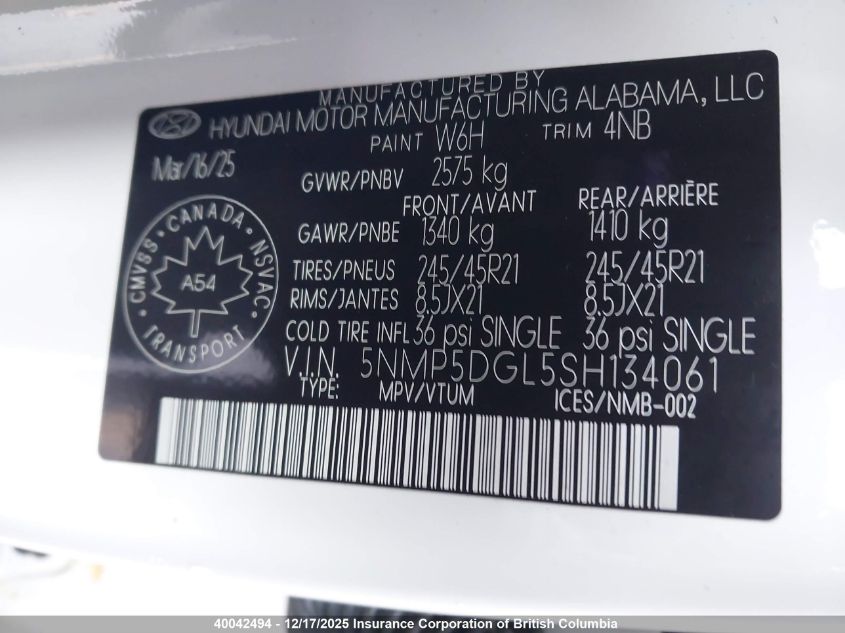 MANUFACTURED BY
HYUNDAI MOTOR MANUFACTURING ALABAMA, LLC
PAINT W6H TRIM 4NB
Mar/16/25
GVWR/PNBV 2575 kg
FRONT/AVANT REAR/ARRIÈRE
GAWR/PNBE 1340 kg 1410 kg
TIRES/PNEUS 245/45R21 245/45R21
RIMS/JANTES 8.5JX21 8.5JX21
COLD TIRE INFL 36 psi SINGLE 36 psi SINGLE
V.I.N. 5NMP5DGL5SH134061
TYPE: MPV/VTUM ICES/NMB-002
CMVSS • CANADA • NSVAC • TRANSPORT •
A54
40042494 - 12/17/2025 Insurance Corporation of British Columbia